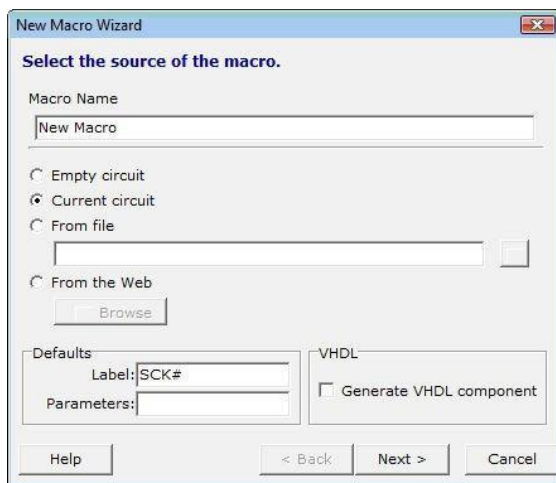 New Macro Wizard
Select the source of the macro.
Macro Name
New Macro
Empty circuit
Current circuit
From file
From the Web
Browse
Defaults
Label: SCK#
Parameters:
VHDL
Generate VHDL component
Help
< Back
Next >
Cancel